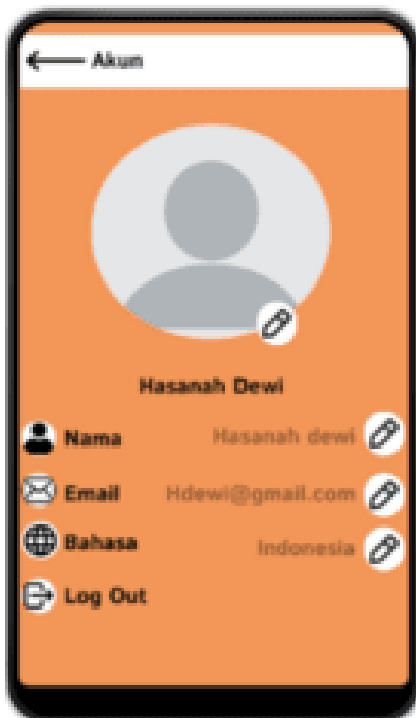 Akun
Hasanah Dewi
Nama Hasanah dewi
Email Hdewi@gmail.com
Bahasa Indonesia
Log Out